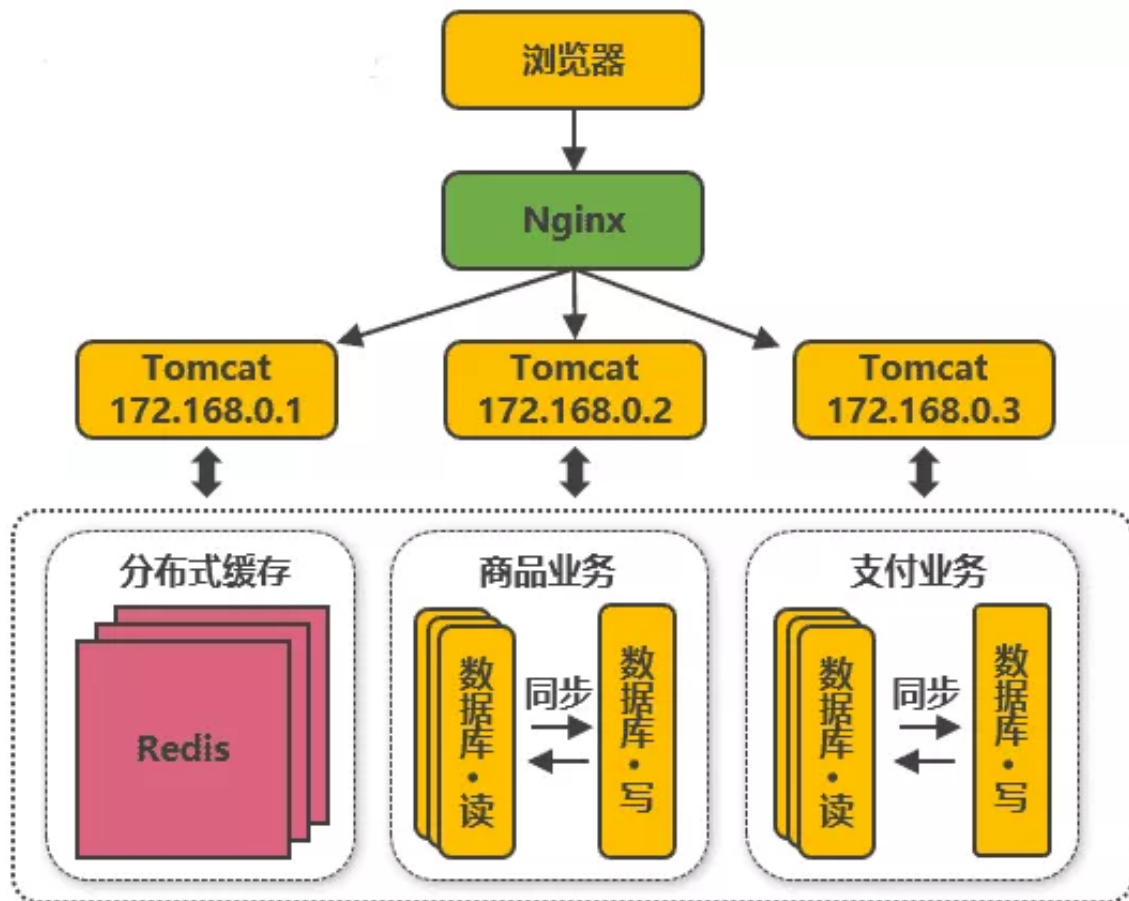 浏览器
Nginx
Tomcat
172.168.0.1
Tomcat
172.168.0.2
Tomcat
172.168.0.3
分布式缓存
Redis
商品业务
数据库·读
同步
数据库·写
支付业务
数据库·读
同步
数据库·写